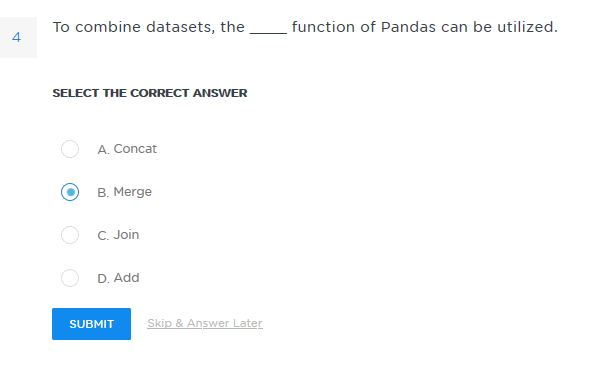 4
To combine datasets, the _____ function of Pandas can be utilized.
SELECT THE CORRECT ANSWER
A. Concat
B. Merge
C. Join
D. Add
SUBMIT Skip & Answer Later